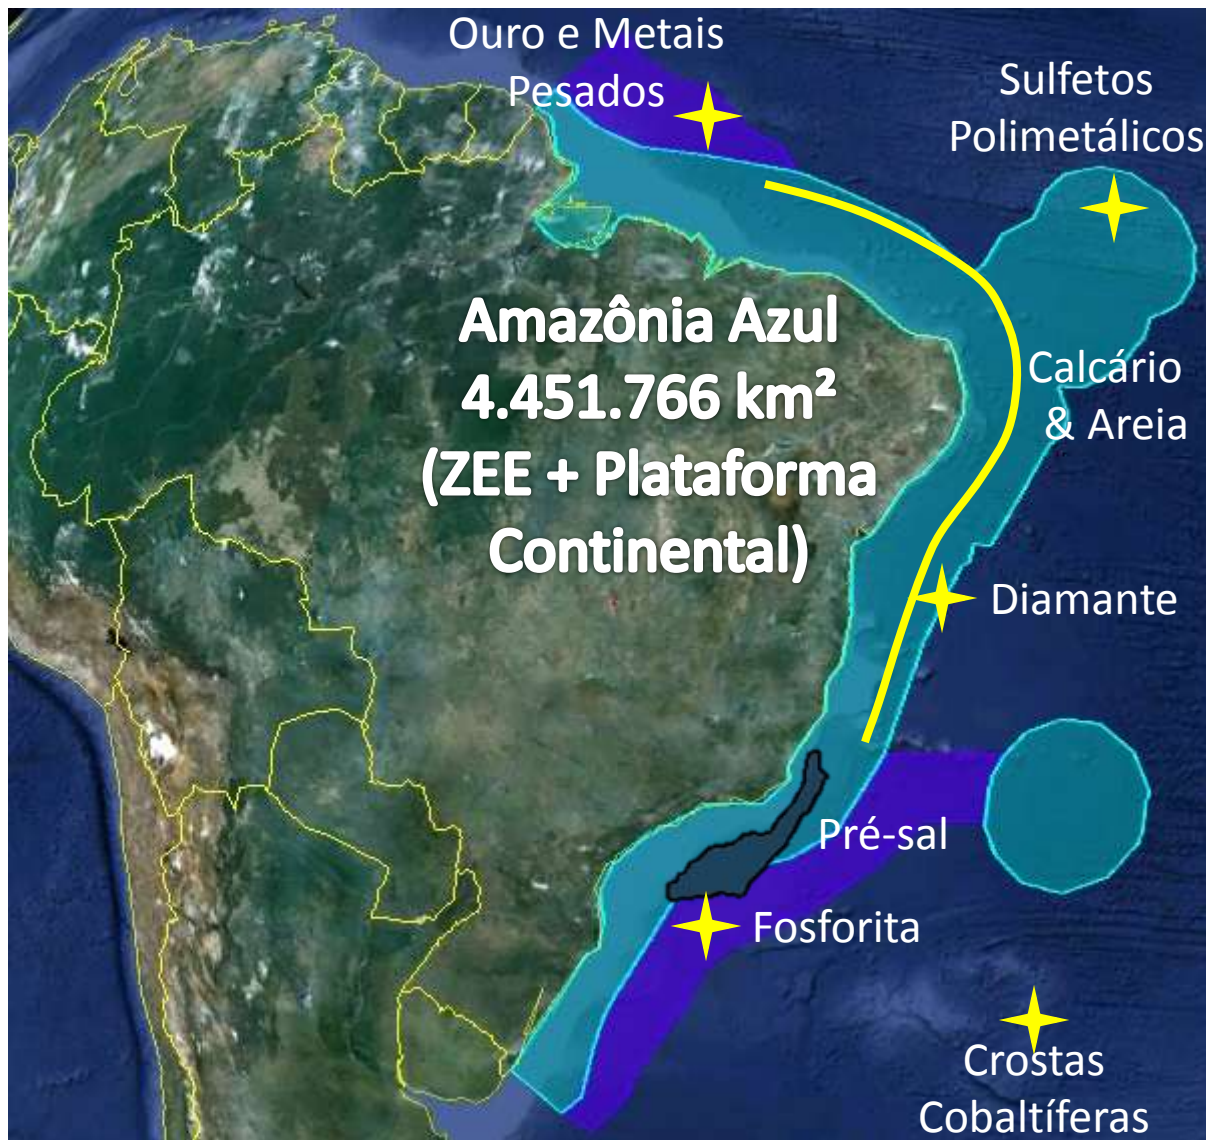 Ouro e Metais
Pesados
Sulfetos
Polimetálicos
Amazônia Azul
4.451.766 km²
(ZEE + Plataforma
Continental)
Calcário
& Areia
Diamante
Pré-sal
Fosforita
Crostas
Cobaltíferas